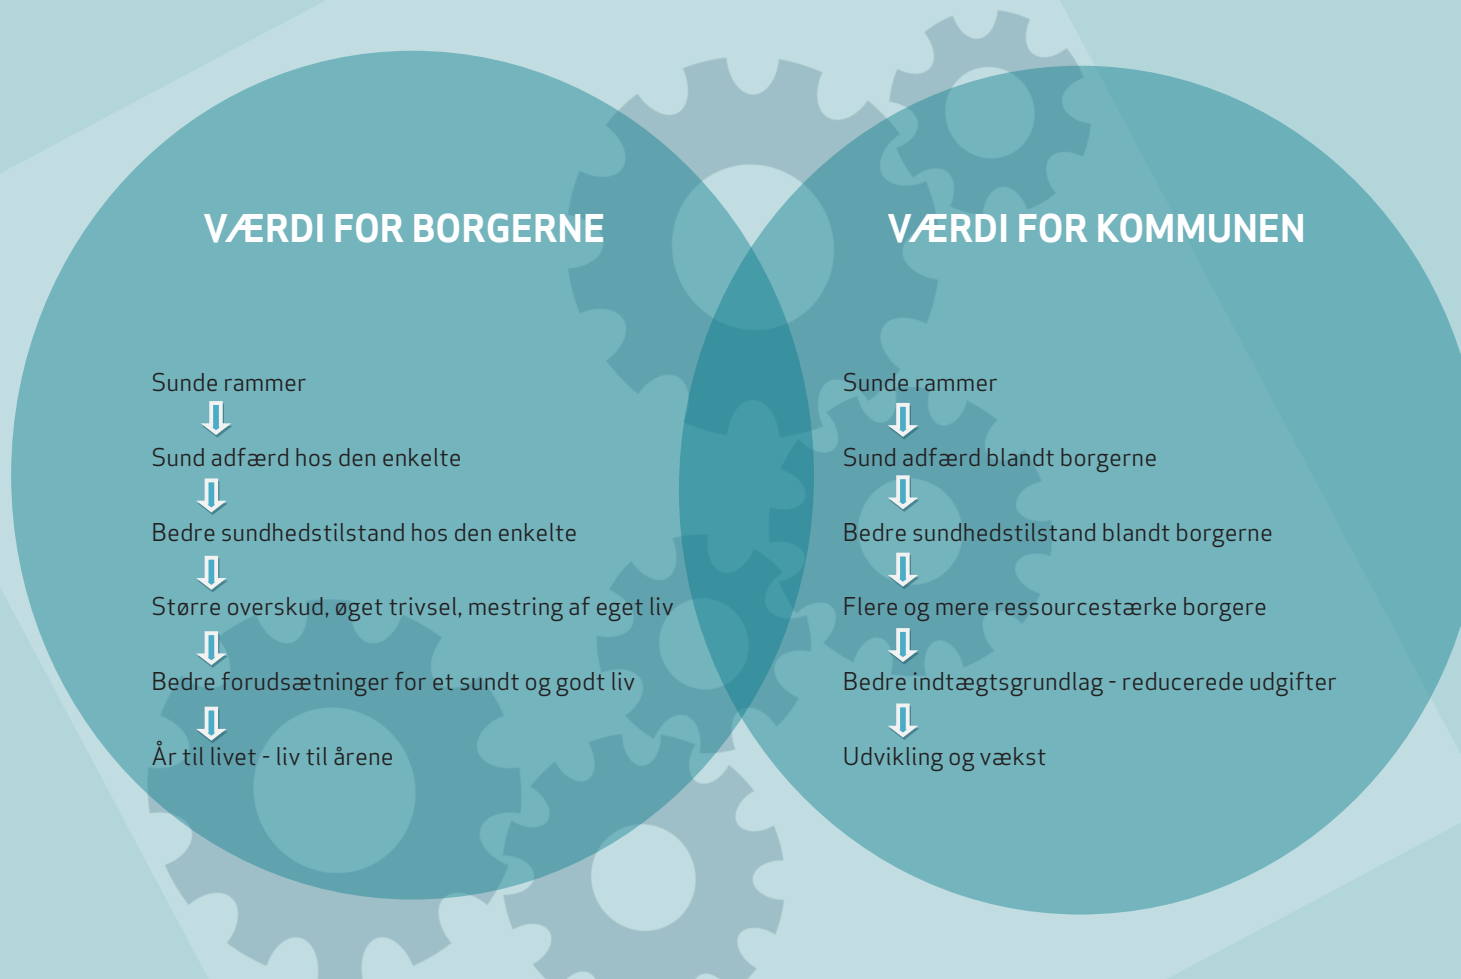 VÆRDI FOR BORGERNE
Sunde rammer
Sund adfærd hos den enkelte
Bedre sundhedstilstand hos den enkelte
Større overskud, øget trivsel, mestring af eget liv
Bedre forudsætninger for et sundt og godt liv
År til livet - liv til årene
VÆRDI FOR KOMMUNEN
Sunde rammer
Sund adfærd blandt borgerne
Bedre sundhedstilstand blandt borgerne
Flere og mere ressourcestærke borgere
Bedre indtægtsgrundlag - reducerede udgifter
Udvikling og vækst